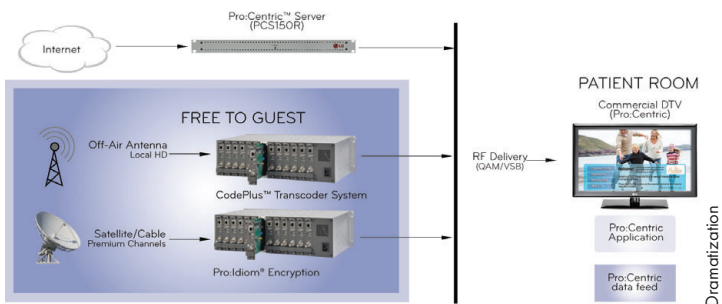 Pro:Centric™ Server
(PCS150R)
Internet
LG
FREE TO GUEST
Off-Air Antenna
Local HD
CodePlus™ Transcoder System
Satellite/Cable
Premium Channels
Pro:Idiom® Encryption
RF Delivery
(QAM/VSB)
PATIENT ROOM
Commercial DTV
(Pro:Centric)
Pro:Centric
Application
Pro:Centric
data feed
Dramatization